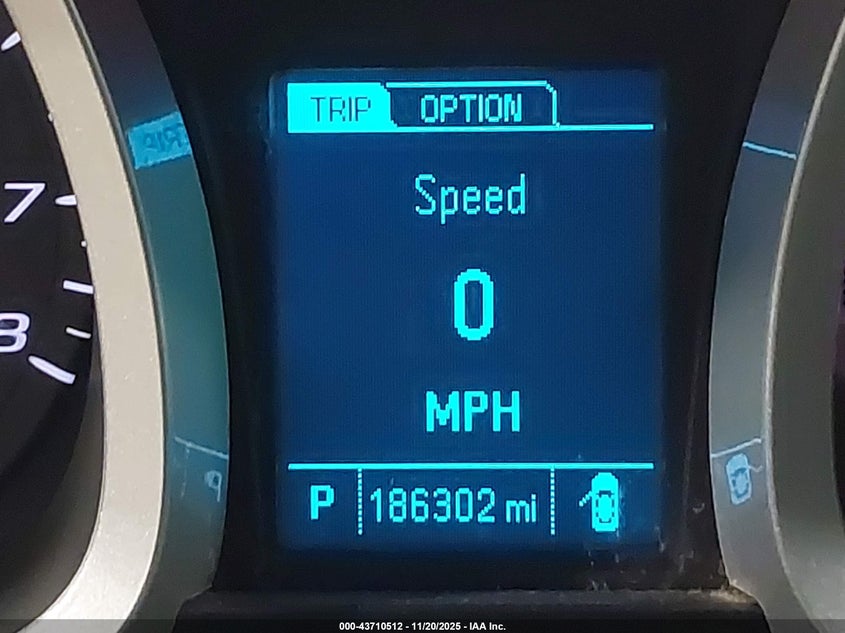 TRIP OPTION
Speed
0
MPH
P 186302 mi
7
8
000-43710512 - 11/20/2025 - IAA Inc.